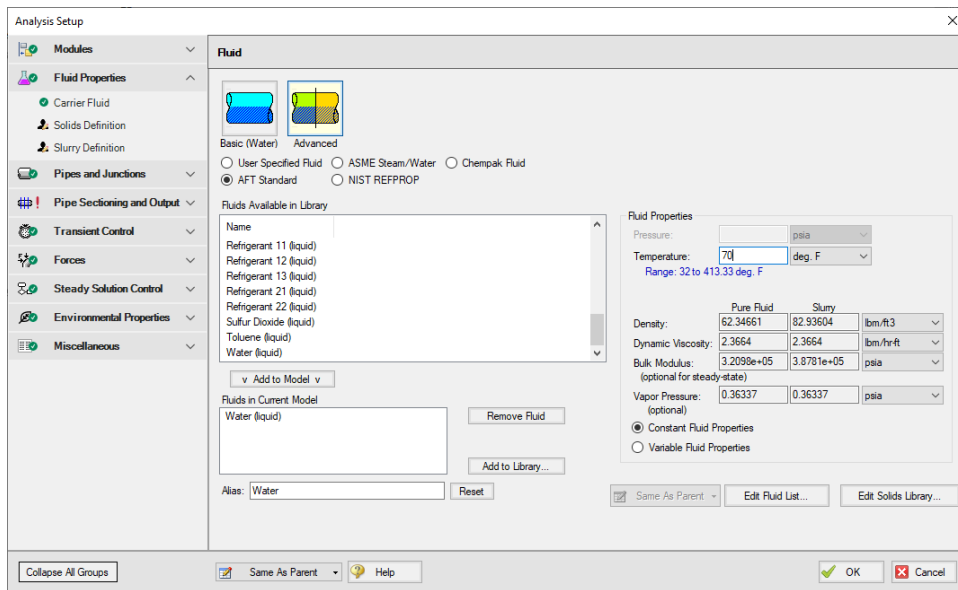 Analysis Setup
Modules
Fluid Properties
Carrier Fluid
Solids Definition
Slurry Definition
Pipes and Junctions
Pipe Sectioning and Output
Transient Control
Forces
Steady Solution Control
Environmental Properties
Miscellaneous
Collapse All Groups
Fluid
Basic (Water) Advanced
User Specified Fluid ASME Steam/Water Chempak Fluid
AFT Standard NIST REFPROP
Fluids Available in Library
Name
Refrigerant 11 (liquid)
Refrigerant 12 (liquid)
Refrigerant 13 (liquid)
Refrigerant 21 (liquid)
Refrigerant 22 (liquid)
Sulfur Dioxide (liquid)
Toluene (liquid)
Water (liquid)
v Add to Model v
Fluids in Current Model
Water (liquid)
Remove Fluid
Add to Library...
Alias: Water Reset
Fluid Properties
Pressure: psia
Temperature: 70 deg. F
Range: 32 to 413.33 deg. F
Pure Fluid Slurry
Density: 62.34661 82.93604 lbm/ft3
Dynamic Viscosity: 2.3664 2.3664 lbm/hr-ft
Bulk Modulus: 3.2098e+05 3.8781e+05 psia
(optional for steady-state)
Vapor Pressure: 0.36337 0.36337 psia
(optional)
Constant Fluid Properties
Variable Fluid Properties
Same As Parent Edit Fluid List... Edit Solids Library...
Same As Parent Help OK Cancel